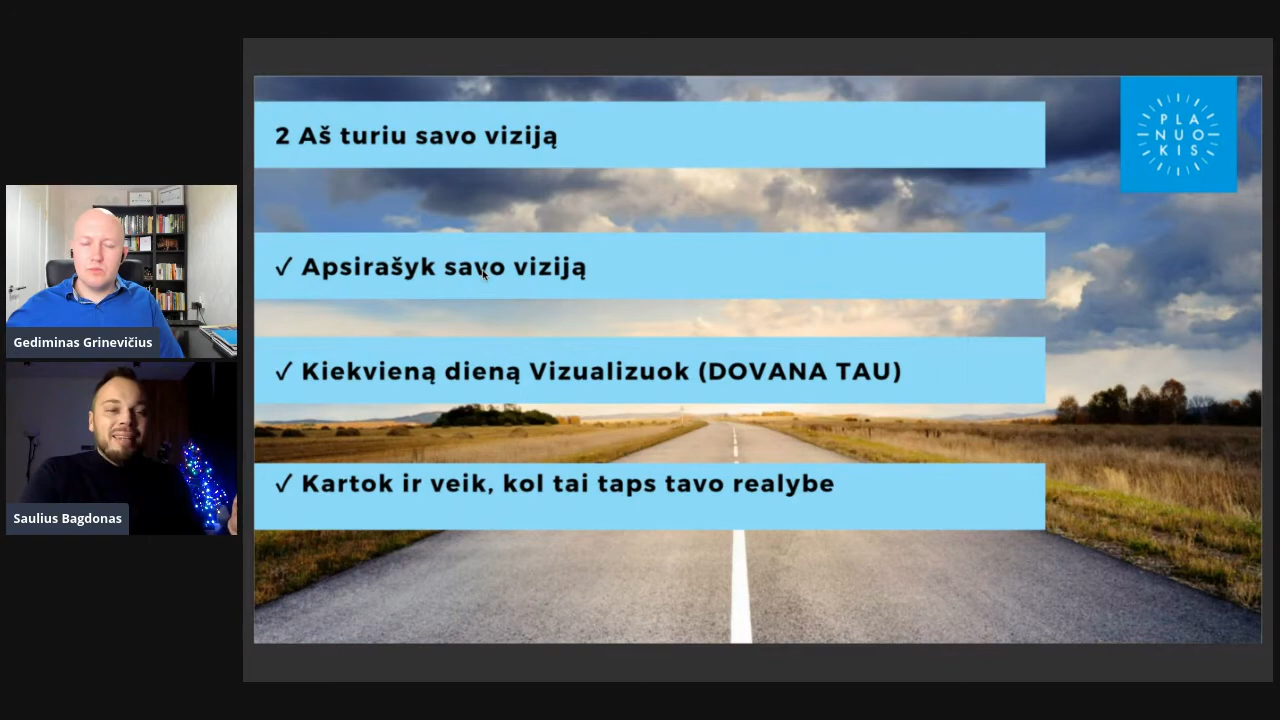 2 Aš turiu savo viziją
PLA
NUO
KIS
✓ Apsirašyk savo viziją
✓ Kiekvieną dieną Vizualizuok (DOVANA TAU)
✓ Kartok ir veik, kol tai taps tavo realybe
Gediminas Grinevičius
Saulius Bagdonas